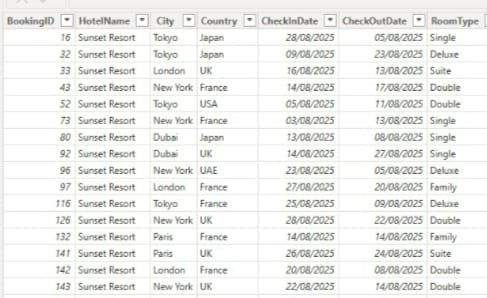 BookingID HotelName City Country CheckInDate CheckOutDate RoomType
16 Sunset Resort Tokyo Japan 28/08/2025 05/08/2025 Single
32 Sunset Resort Tokyo Japan 09/08/2025 23/08/2025 Deluxe
33 Sunset Resort London UK 16/08/2025 13/08/2025 Suite
43 Sunset Resort New York France 14/08/2025 17/08/2025 Double
52 Sunset Resort Tokyo USA 05/08/2025 11/08/2025 Double
73 Sunset Resort New York France 03/08/2025 13/08/2025 Single
80 Sunset Resort Dubai Japan 13/08/2025 08/08/2025 Single
92 Sunset Resort Dubai UK 14/08/2025 27/08/2025 Single
96 Sunset Resort New York UAE 23/08/2025 05/08/2025 Deluxe
97 Sunset Resort London France 27/08/2025 20/08/2025 Family
116 Sunset Resort Tokyo France 25/08/2025 09/08/2025 Deluxe
126 Sunset Resort New York UK 28/08/2025 22/08/2025 Double
132 Sunset Resort Paris France 14/08/2025 14/08/2025 Family
141 Sunset Resort Paris UK 26/08/2025 24/08/2025 Suite
142 Sunset Resort London France 20/08/2025 08/08/2025 Double
143 Sunset Resort New York UK 22/08/2025 14/08/2025 Double